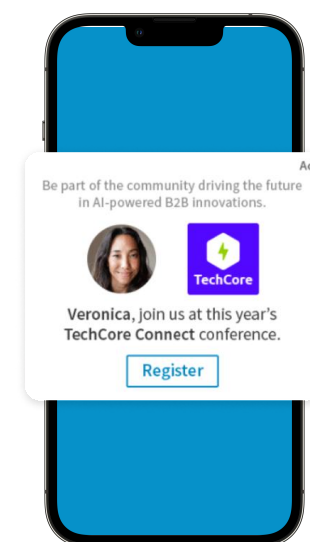 Be part of the community driving the future
in AI-powered B2B innovations.
TechCore
Veronica, join us at this year’s
TechCore Connect conference.
Register